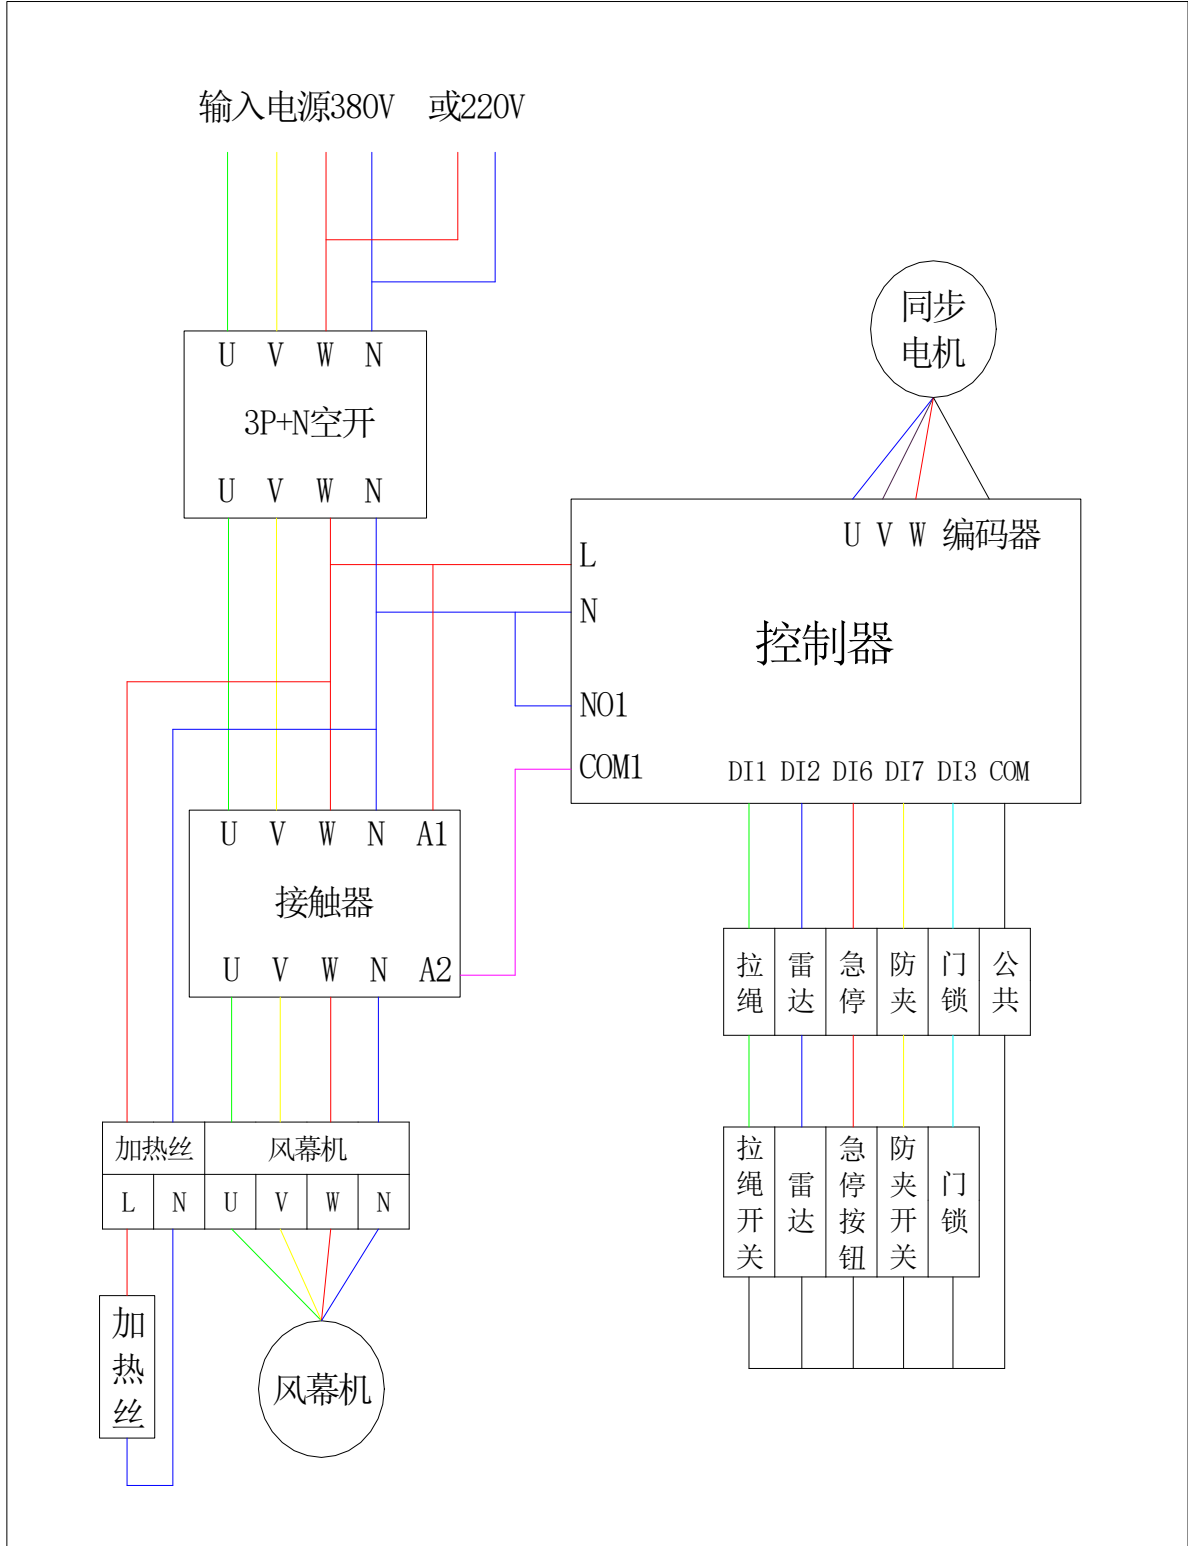 输入电源380V 或220V
同步
电机
U V W N
3P+N空开
U V W N
U V W 编码器
L
N
控制器
NO1
COM1
DI1 DI2 DI6 DI7 DI3 COM
U V W N A1
接触器
U V W N A2
拉绳
雷达
急停
防夹
门锁
公共
加热丝 风幕机
L N U V W N
拉绳开关
雷达
急停按钮
防夹开关
门锁
加热丝
风幕机